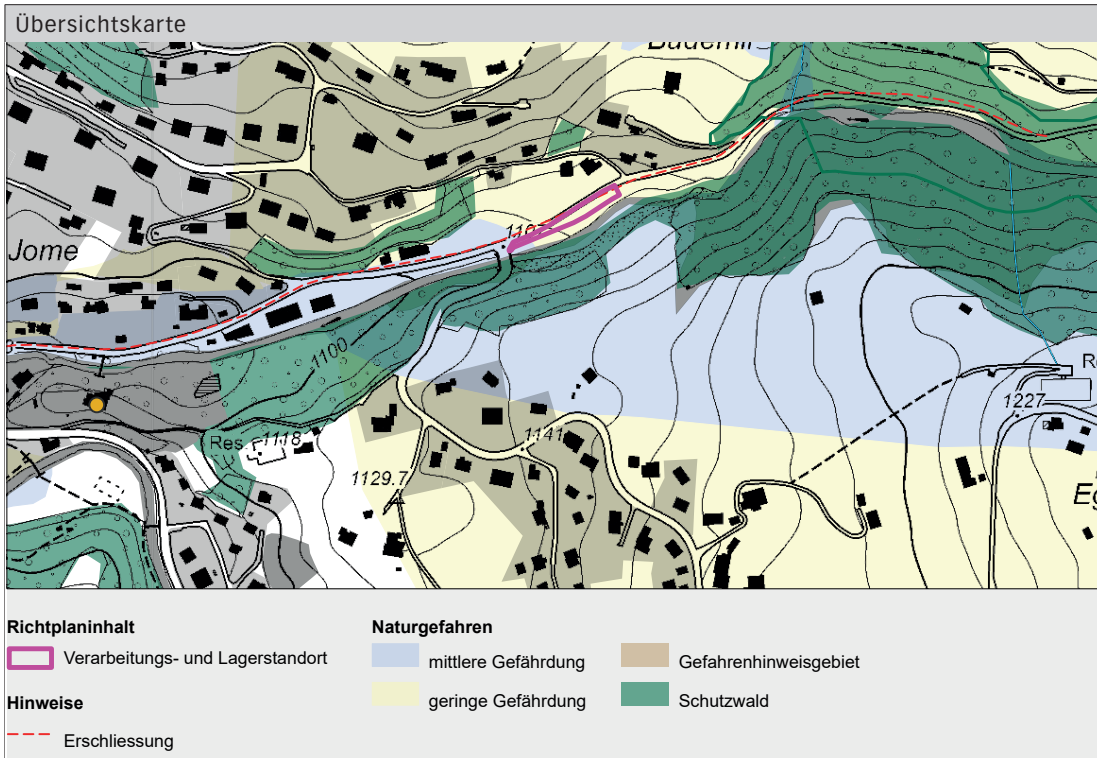 Übersichtskarte
Jome
1100
Res
1118
1141
1129.7
1227
Richtplaninhalt
Verarbeitungs- und Lagerstandort
Hinweise
Erschliessung
Naturgefahren
mittlere Gefährdung
geringe Gefährdung
Gefahrenhinweisgebiet
Schutzwald